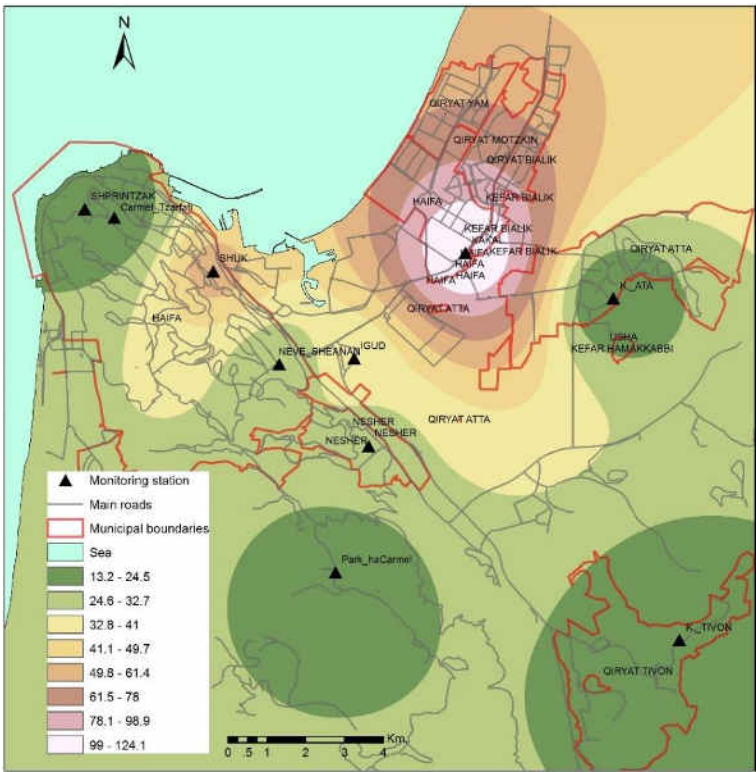 N
QIRYAT YAM
QIRYAT MOTZKIN
QIRYAT BIALIK
SHPRINTZAK
Carmel_Tzarfati
HAIFA
KEFAR BIALIK
KEFAR BIALIK
KAKAL
KEFAR BIALIK
HAIFA
HAIFA
HAIFA
QIRYAT ATTA
SHUK
K_ATA
QIRYAT ATTA
HAIFA
USHA
KEFAR HAMAKKABBI
NEVE_SHEANAN
IGUD
NESHER
NESHER
NESHER
QIRYAT ATTA
Monitoring station
Main roads
Municipal boundaries
Sea
13.2 - 24.5
24.6 - 32.7
32.8 - 41
41.1 - 49.7
49.8 - 61.4
61.5 - 78
78.1 - 98.9
99 - 124.1
Park_haCarmel
K_TIVON
QIRYAT TIVON
Km.
0 .5 1 2 3 4